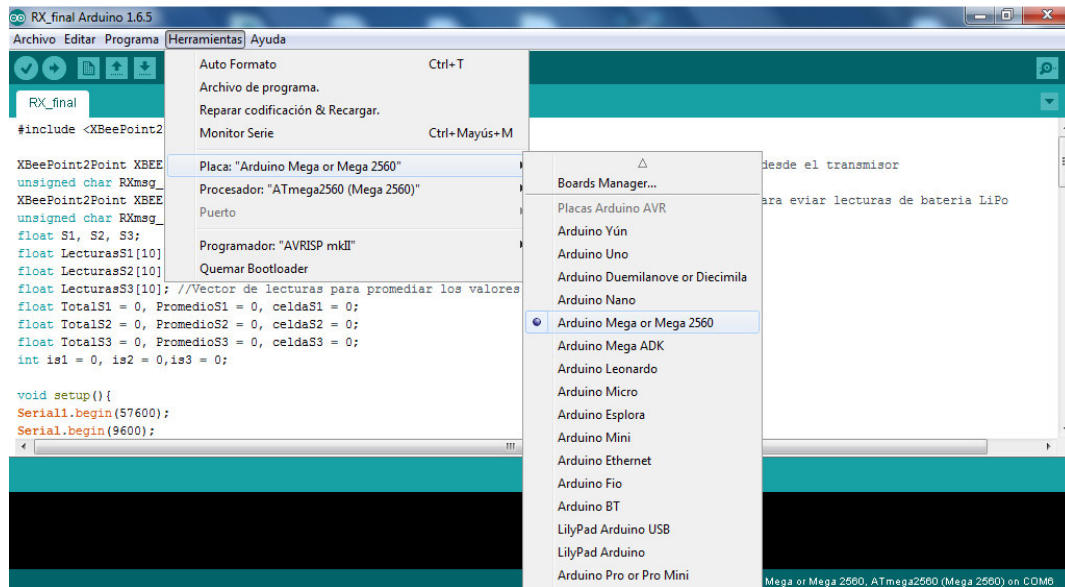 RX_final Arduino 1.6.5
Archivo Editar Programa Herramientas Ayuda
RX_final
Auto Formato Ctrl+T
Archivo de programa.
Reparar codificación & Recargar.
Monitor Serie Ctrl+Mayús+M
Placa: "Arduino Mega or Mega 2560"
Procesador: "ATmega2560 (Mega 2560)"
Puerto
Programador: "AVRISP mkII"
Quemar Bootloader
Boards Manager...
Placas Arduino AVR
Arduino Yún
Arduino Uno
Arduino Duemilanove or Diecimila
Arduino Nano
Arduino Mega or Mega 2560
Arduino Mega ADK
Arduino Leonardo
Arduino Micro
Arduino Esplora
Arduino Mini
Arduino Ethernet
Arduino Fio
Arduino BT
LilyPad Arduino USB
LilyPad Arduino
Arduino Pro or Pro Mini
#include <XBeePoint2
XBeePoint2Point XBEE desde el transmisor
unsigned char RXmsg_
XBeePoint2Point XBEE ara eviar lecturas de bateria LiPo
unsigned char RXmsg_
float S1, S2, S3;
float LecturasS1[10]
float LecturasS2[10]
float LecturasS3[10]; //Vector de lecturas para promediar los valores
float TotalS1 = 0, PromedioS1 = 0, celdaS1 = 0;
float TotalS2 = 0, PromedioS2 = 0, celdaS2 = 0;
float TotalS3 = 0, PromedioS3 = 0, celdaS3 = 0;
int is1 = 0, is2 = 0,is3 = 0;
void setup(){
Serial1.begin(57600);
Serial.begin(9600);
Mega or Mega 2560, ATmega2560 (Mega 2560) on COM6